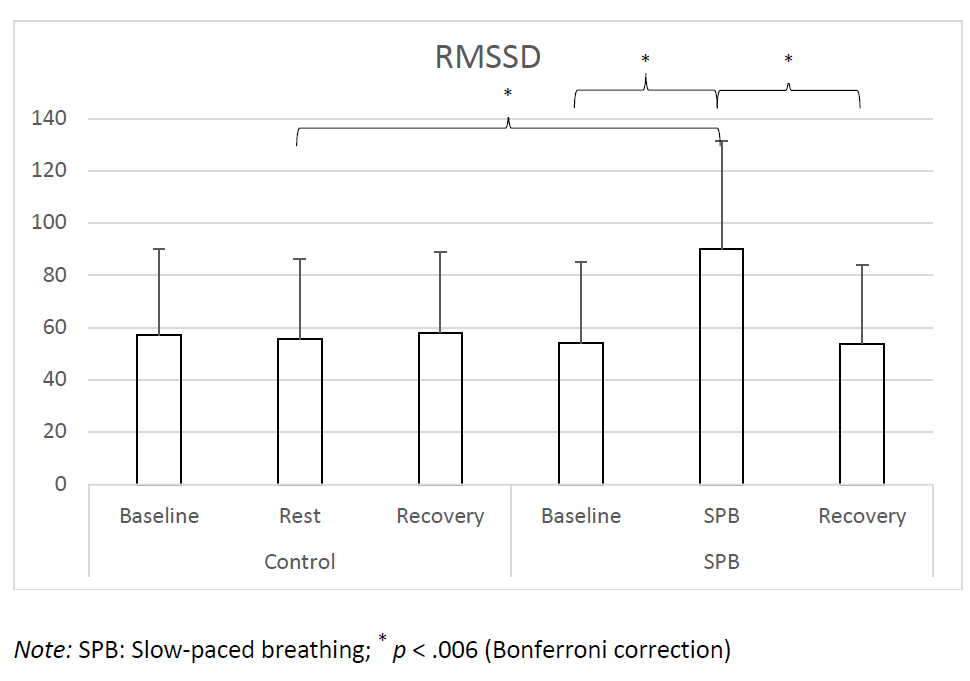 RMSSD
* *
*
140
120
100
80
60
40
20
0
Baseline Rest Recovery Baseline SPB Recovery
Control SPB
Note: SPB: Slow-paced breathing; * p < .006 (Bonferroni correction)